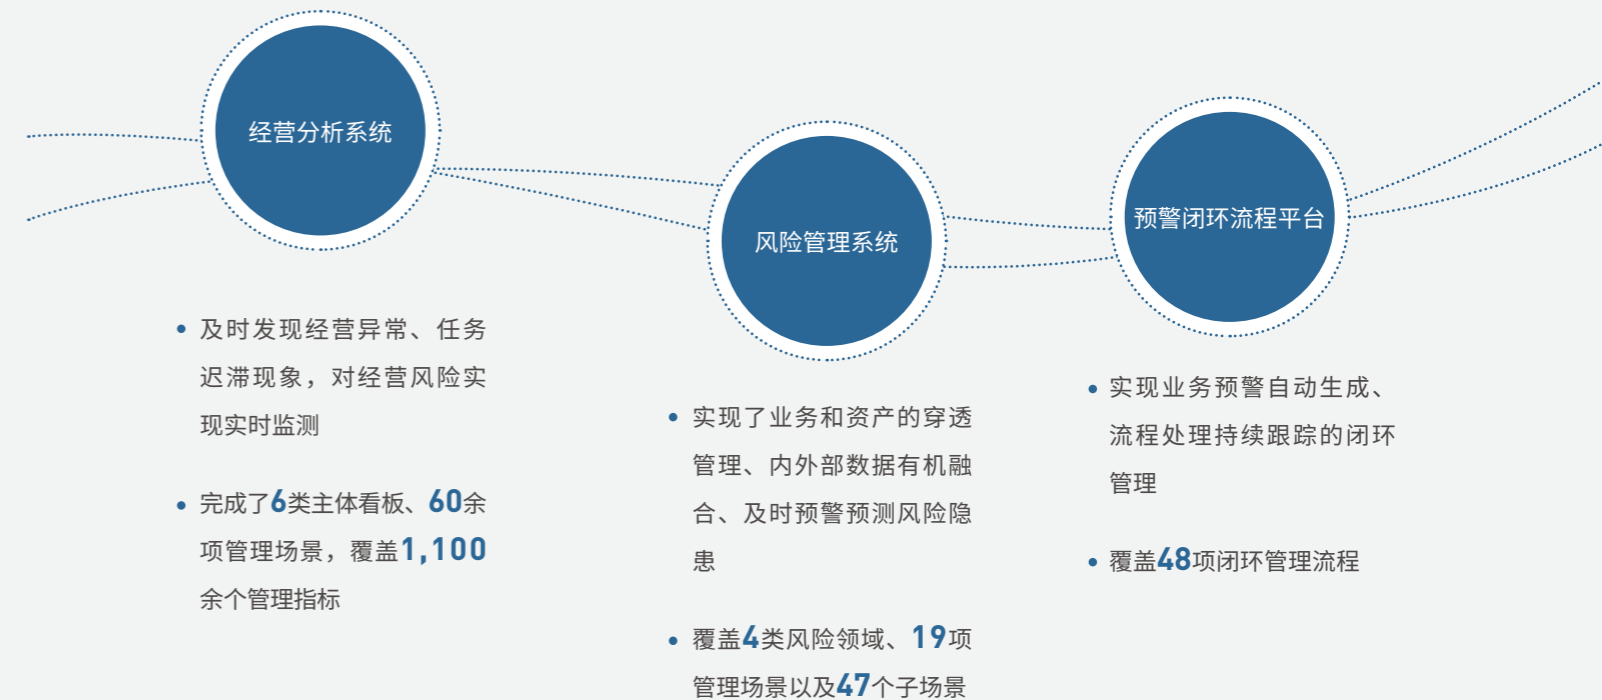 经营分析系统
及时发现经营异常、任务
迟滞现象，对经营风险实
现实时监测
完成了6类主体看板、60余
项管理场景，覆盖1,100
余个管理指标
风险管理系统
实现了业务和资产的穿透
管理、内外部数据有机融
合、及时预警预测风险隐
患
覆盖4类风险领域、19项
管理场景以及47个子场景
预警闭环流程平台
实现业务预警自动生成、
流程处理持续跟踪的闭环
管理
覆盖48项闭环管理流程